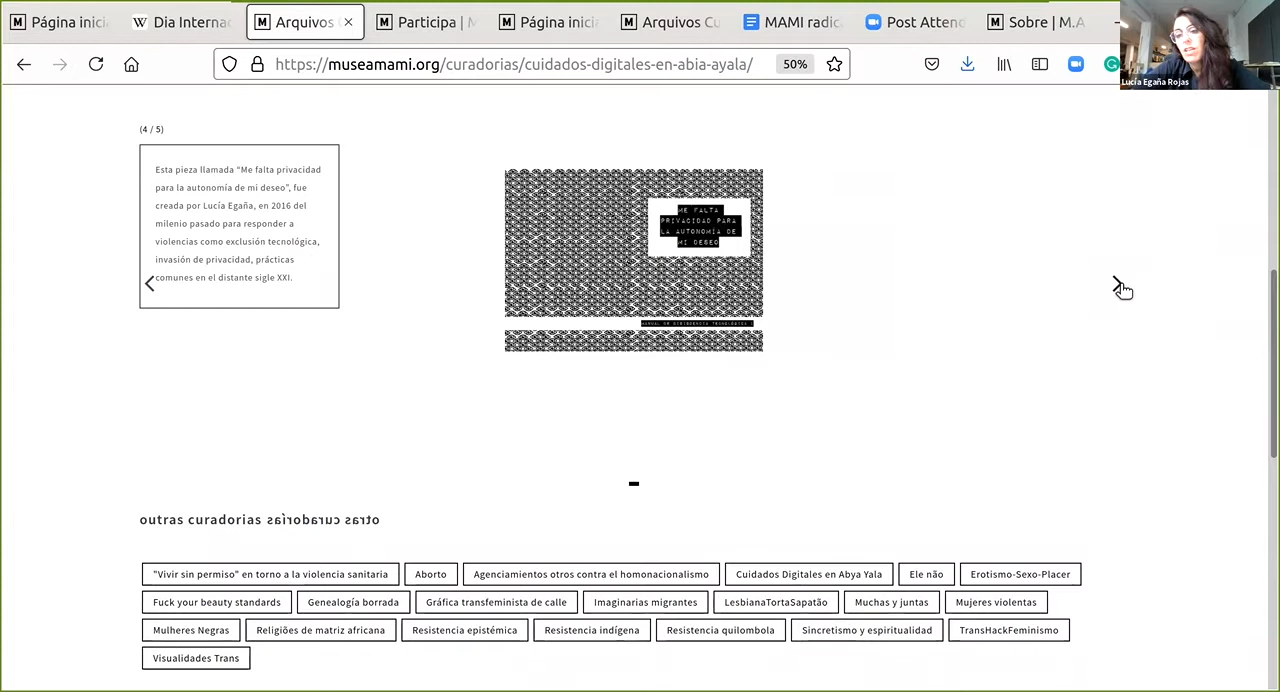 Página inici
Dia Interna
Arquivos
Participa | M
Página inicia
Arquivos Cu
MAMI radic
Post Attend
Sobre | M.A
https://museamami.org/curadorias/cuidados-digitales-en-abia-ayala/
50%
Lucía Egaña Rojas
(4 / 5)
Esta pieza llamada "Me falta privacidad
para la autonomía de mi deseo", fue
creada por Lucía Egaña, en 2016 del
milenio pasado para responder a
violencias como exclusión tecnológica,
invasión de privacidad, prácticas
comunes en el distante sigle XXI.
ME FALTA
PRIVACIDAD PARA
LA AUTONOMÍA DE
MI DESEO
outras curadorias otras curadorías
"Vivir sin permiso" en torno a la violencia sanitaria
Aborto
Agenciamientos otros contra el homonacionalismo
Cuidados Digitales en Abya Yala
Ele não
Erotismo-Sexo-Placer
Fuck your beauty standards
Genealogía borrada
Gráfica transfeminista de calle
Imaginarias migrantes
LesbianaTortaSapatão
Muchas y juntas
Mujeres violentas
Mulheres Negras
Religiões de matriz africana
Resistencia epistémica
Resistencia indígena
Resistencia quilombola
Sincretismo y espiritualidad
TransHackFeminismo
Visualidades Trans